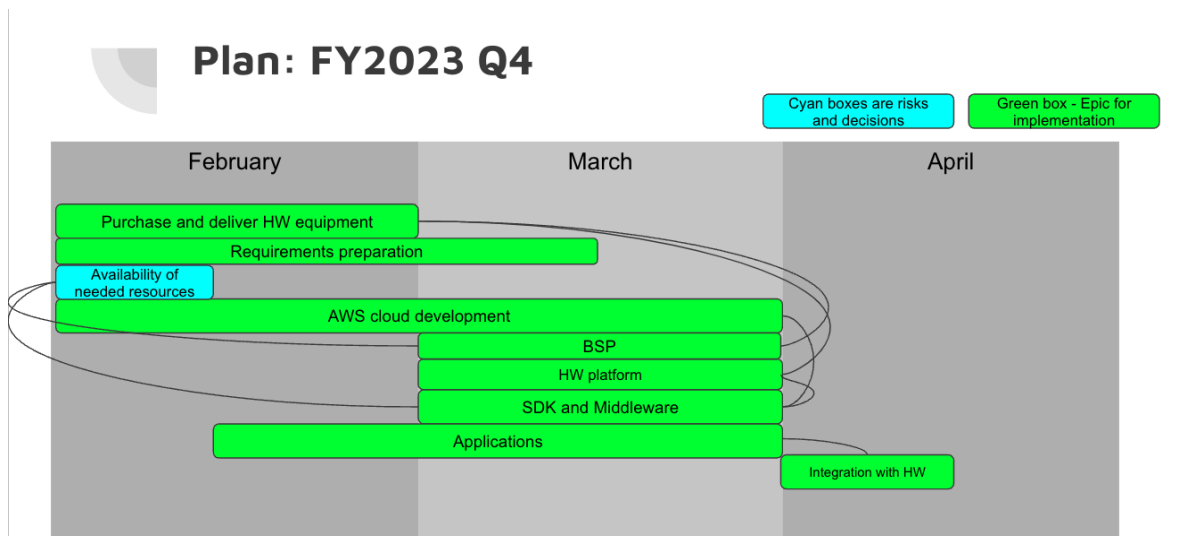 Plan: FY2023 Q4
Cyan boxes are risks
and decisions
Green box - Epic for
implementation
February
March
April
Purchase and deliver HW equipment
Requirements preparation
Availability of
needed resources
AWS cloud development
BSP
HW platform
SDK and Middleware
Applications
Integration with HW